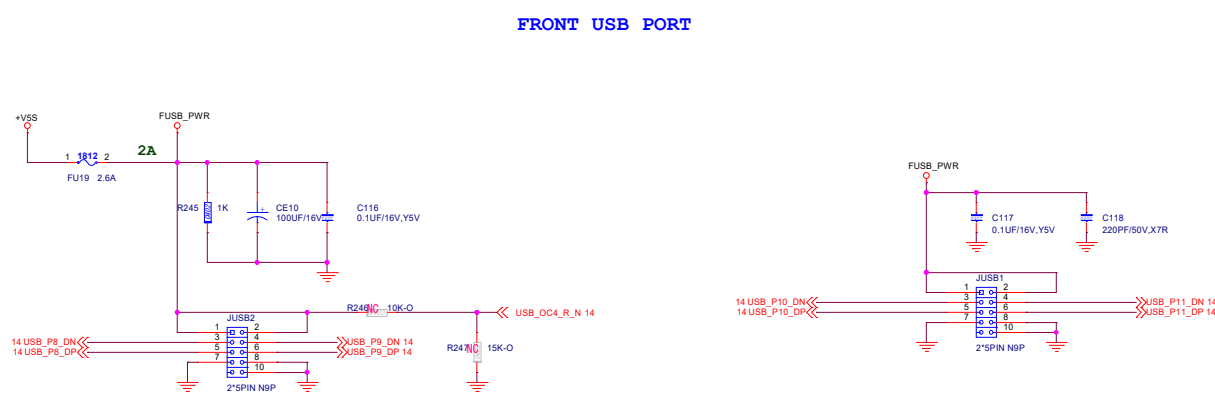 FRONT USB PORT
+V5S
FUSB_PWR
1 1812 2
2A
FU19 2.6A
R245 1K
CE10
100UF/16V
C116
0.1UF/16V,Y5V
R246 NC 10K-O
USB_OC4_R_N 14
R247 NC 15K-O
JUSB2
1 2
14 USB_P8_DN 3 4 USB_P9_DN 14
14 USB_P8_DP 5 6 USB_P9_DP 14
7 8
10
2*5PIN N9P
FUSB_PWR
C117
0.1UF/16V,Y5V
C118
220PF/50V,X7R
JUSB1
1 2
14 USB_P10_DN 3 4 USB_P11_DN 14
14 USB_P10_DP 5 6 USB_P11_DP 14
7 8
10
2*5PIN N9P